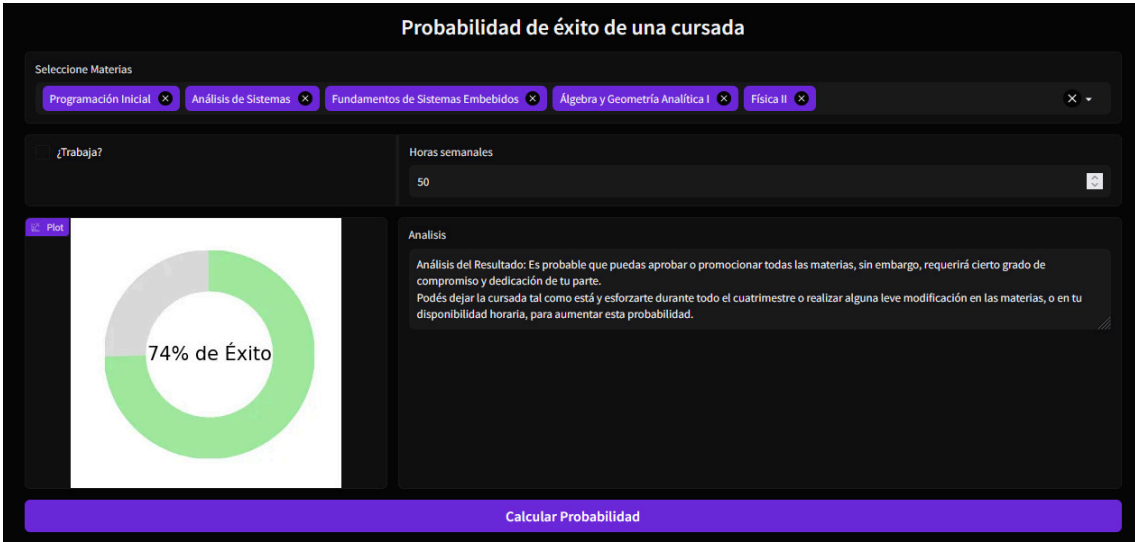 Probabilidad de éxito de una cursada
Seleccione Materias
Programación Inicial
Análisis de Sistemas
Fundamentos de Sistemas Embebidos
Álgebra y Geometría Analítica I
Física II
¿Trabaja?
Horas semanales
50
Plot
74% de Éxito
Analisis
Análisis del Resultado: Es probable que puedas aprobar o promocionar todas las materias, sin embargo, requerirá cierto grado de
compromiso y dedicación de tu parte.
Podés dejar la cursada tal como está y esforzarte durante todo el cuatrimestre o realizar alguna leve modificación en las materias, o en tu
disponibilidad horaria, para aumentar esta probabilidad.
Calcular Probabilidad